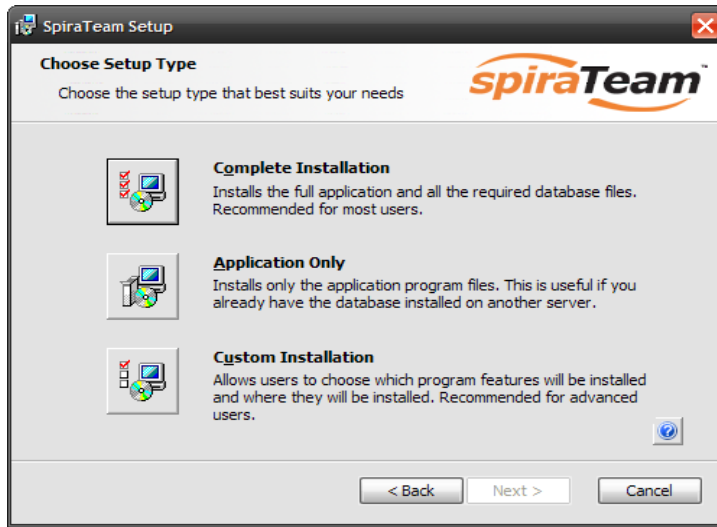 SpiraTeam Setup
Choose Setup Type
Choose the setup type that best suits your needs
spiraTeam™
Complete Installation
Installs the full application and all the required database files.
Recommended for most users.
Application Only
Installs only the application program files. This is useful if you
already have the database installed on another server.
Custom Installation
Allows users to choose which program features will be installed
and where they will be installed. Recommended for advanced
users.
< Back
Next >
Cancel